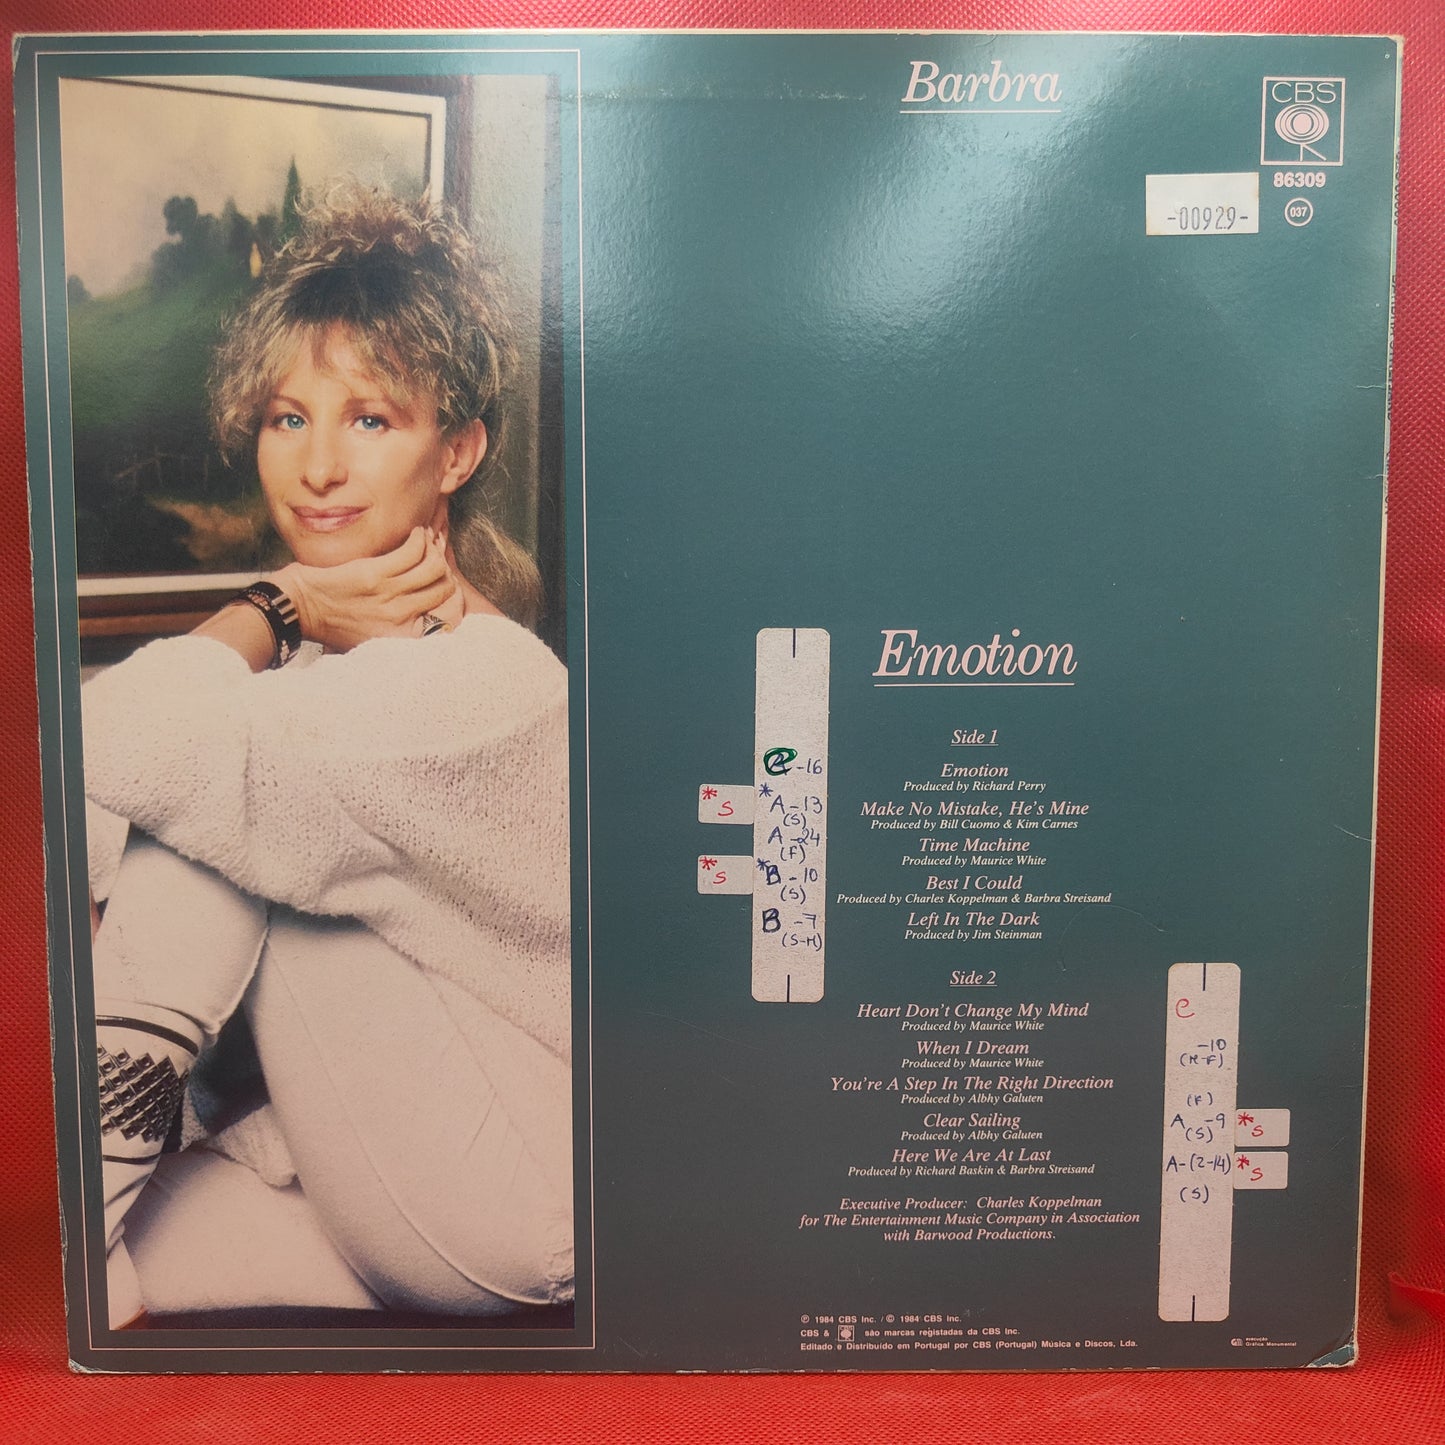 Barbra
CBS
86309
037
-00929-
Emotion
Side 1
Emotion
Produced by Richard Perry
Make No Mistake, He's Mine
Produced by Bill Cuomo & Kim Carnes
Time Machine
Produced by Maurice White
Best I Could
Produced by Charles Koppelman & Barbra Streisand
Left In The Dark
Produced by Jim Steinman
-16
* A-13
(S)
A-24
(F)
* B-10
(S)
B-7
(S-M)
* S
* S
Side 2
Heart Don't Change My Mind
Produced by Maurice White
When I Dream
Produced by Maurice White
You're A Step In The Right Direction
Produced by Albhy Galuten
Clear Sailing
Produced by Albhy Galuten
Here We Are At Last
Produced by Richard Baskin & Barbra Streisand
e
-10
(M-F)
(F)
A-9
(S)
A-(2-14)
(S)
* S
* S
Executive Producer: Charles Koppelman
for The Entertainment Music Company in Association
with Barwood Productions.
℗ 1984 CBS Inc. / © 1984 CBS Inc.
CBS & são marcas registadas da CBS Inc.
Editado e Distribuído em Portugal por CBS (Portugal) Música e Discos, Lda.
execução
Gráfica Monumental